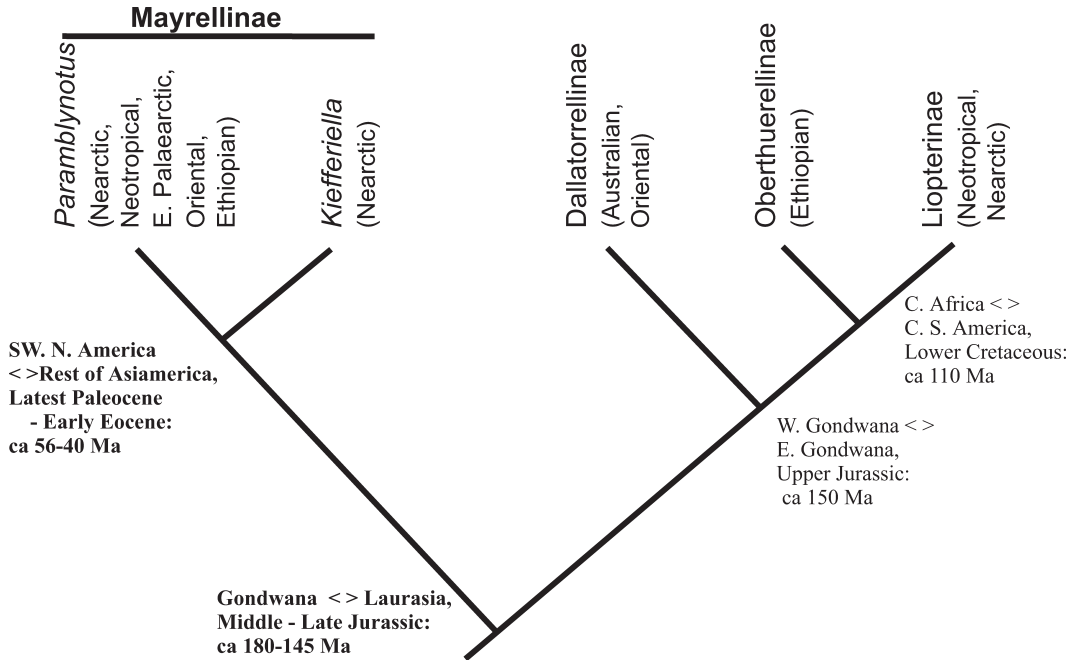 Mayrellinae
Paramblynotus
(Nearctic,
Neotropical,
E. Palaearctic,
Oriental,
Ethiopian)
Kiefferiella
(Nearctic)
Dallatorrellinae
(Australian,
Oriental)
Oberthuerellinae
(Ethiopian)
Liopterinae
(Neotropical,
Nearctic)
C. Africa < >
C. S. America,
Lower Cretaceous:
ca 110 Ma
SW. N. America
< >Rest of Asiamerica,
Latest Paleocene
- Early Eocene:
ca 56-40 Ma
W. Gondwana < >
E. Gondwana,
Upper Jurassic:
ca 150 Ma
Gondwana < > Laurasia,
Middle - Late Jurassic:
ca 180-145 Ma